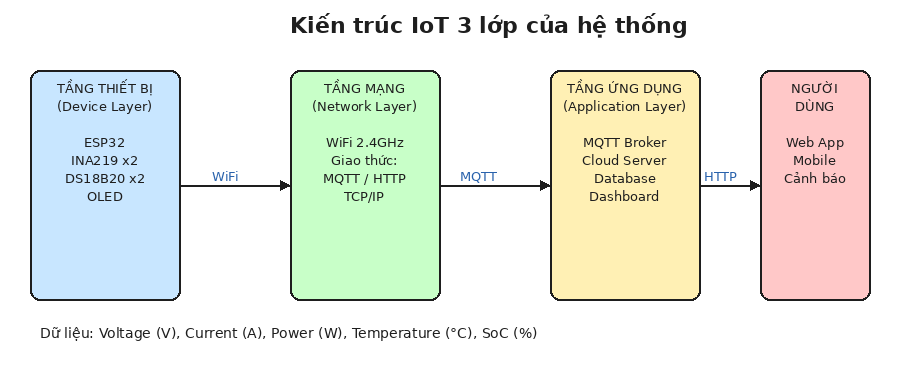 Kiến trúc IoT 3 lớp của hệ thống
TẦNG THIẾT BỊ
(Device Layer)
ESP32
INA219 x2
DS18B20 x2
OLED
WiFi
TẦNG MẠNG
(Network Layer)
WiFi 2.4GHz
Giao thức:
MQTT / HTTP
TCP/IP
MQTT
TẦNG ỨNG DỤNG
(Application Layer)
MQTT Broker
Cloud Server
Database
Dashboard
HTTP
NGƯỜI
DÙNG
Web App
Mobile
Cảnh báo
Dữ liệu: Voltage (V), Current (A), Power (W), Temperature (°C), SoC (%)